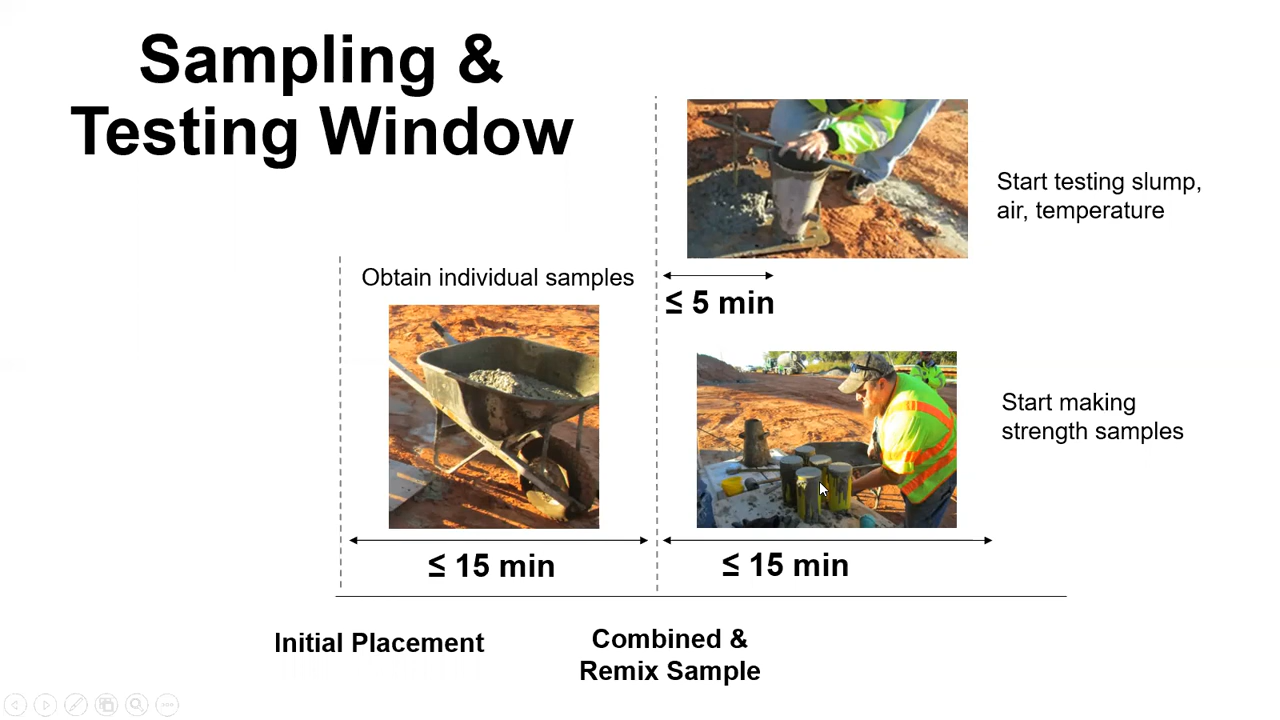 Sampling &
Testing Window
Start testing slump,
air, temperature
Obtain individual samples
≤ 5 min
Start making
strength samples
≤ 15 min
≤ 15 min
Initial Placement
Combined &
Remix Sample